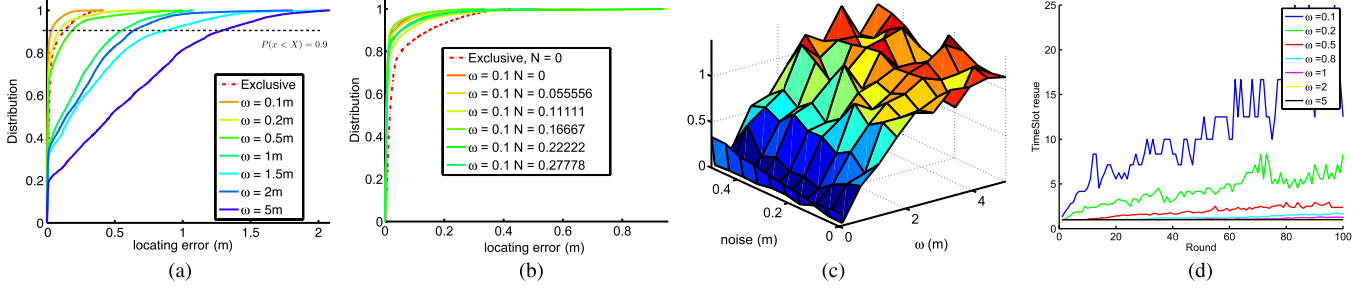 1
0.8
0.6
0.4
0.2
0
Distribution
P(x < X) = 0.9
Exclusive
ω = 0.1m
ω = 0.2m
ω = 0.5m
ω = 1m
ω = 1.5m
ω = 2m
ω = 5m
0 0.5 1 1.5 2
locating error (m)
(a)
1
0.8
0.6
0.4
0.2
0
Distribution
Exclusive, N = 0
ω = 0.1 N = 0
ω = 0.1 N = 0.055556
ω = 0.1 N = 0.11111
ω = 0.1 N = 0.16667
ω = 0.1 N = 0.22222
ω = 0.1 N = 0.27778
0 0.2 0.4 0.6 0.8
locating error (m)
(b)
1
0.5
0
0.4
0.2
0
noise (m)
0
2
4
ω (m)
(c)
25
20
15
10
5
0
TimeSlot resue
ω =0.1
ω =0.2
ω =0.5
ω =0.8
ω =1
ω =2
ω =5
0 20 40 60 80 100
Round
(d)